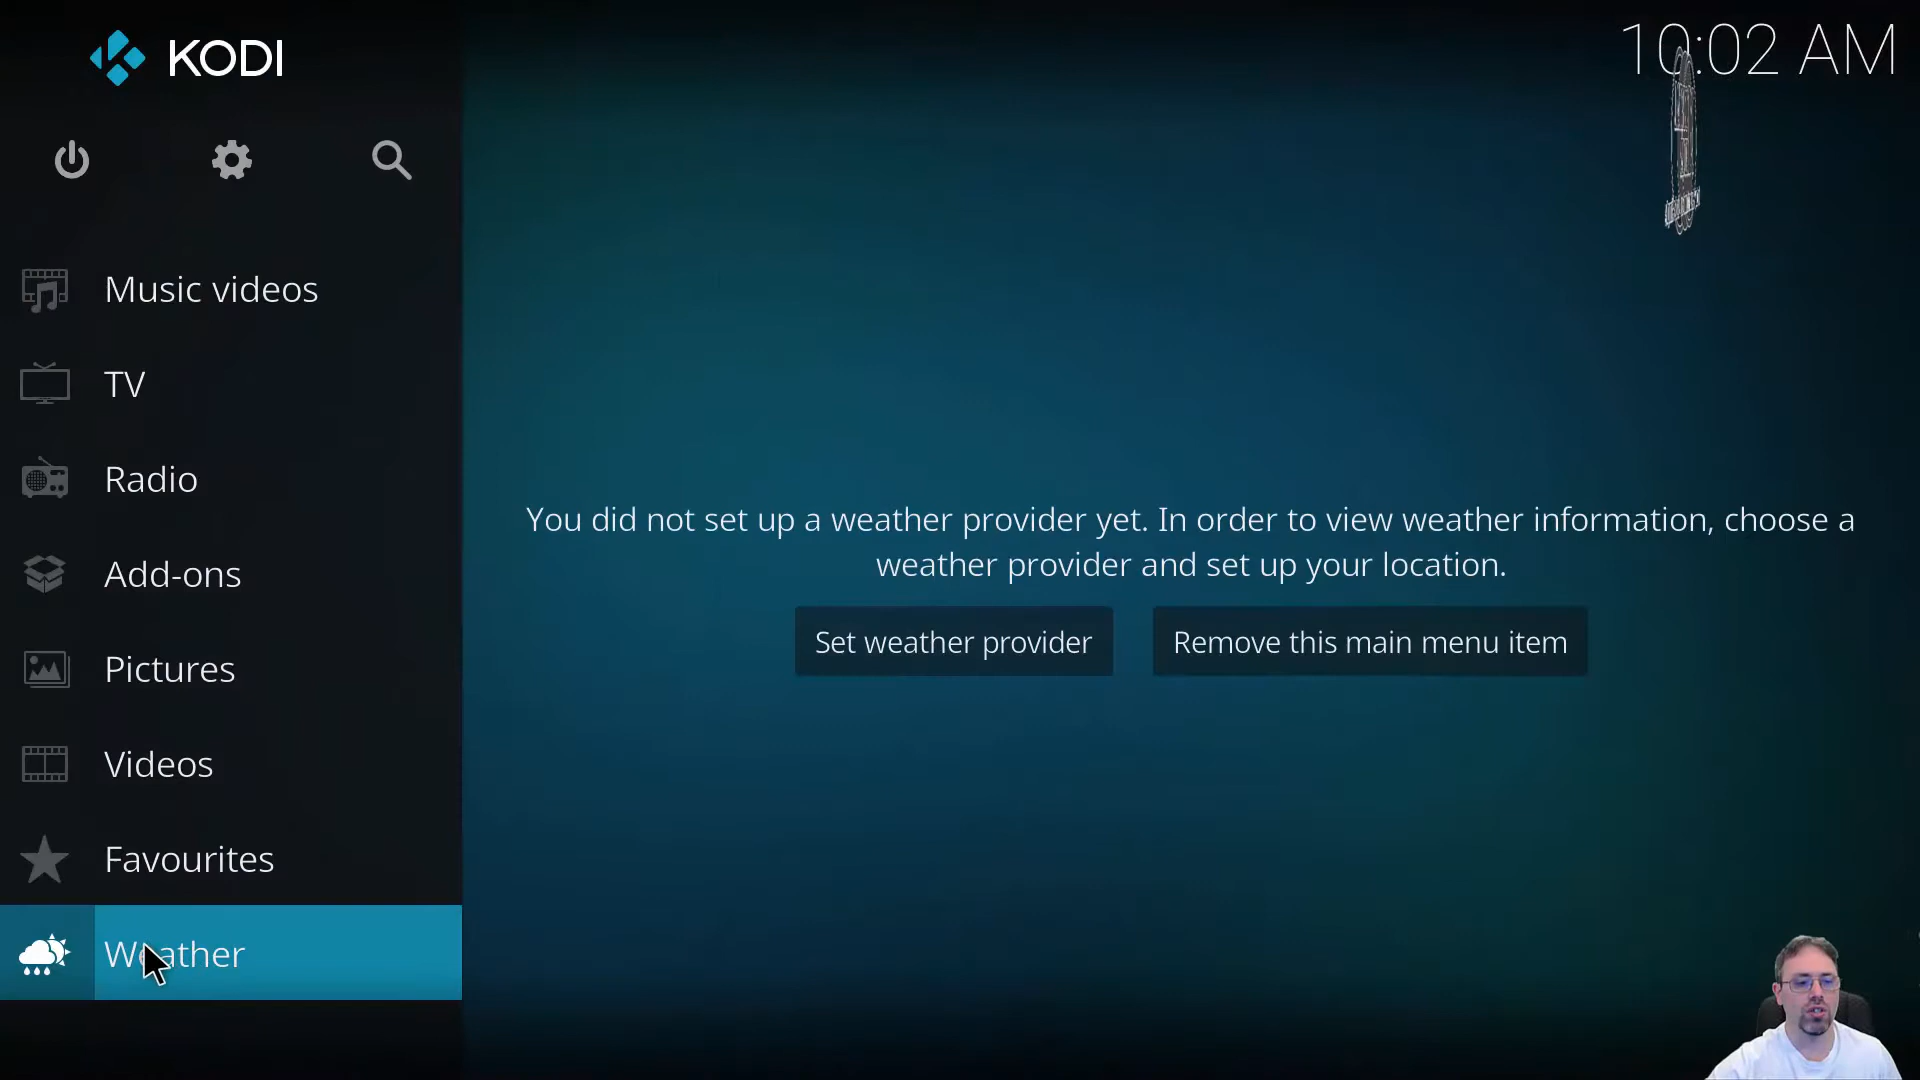 KODI
10:02 AM
Music videos
TV
Radio
Add-ons
Pictures
Videos
Favourites
Weather
You did not set up a weather provider yet. In order to view weather information, choose a
weather provider and set up your location.
Set weather provider
Remove this main menu item